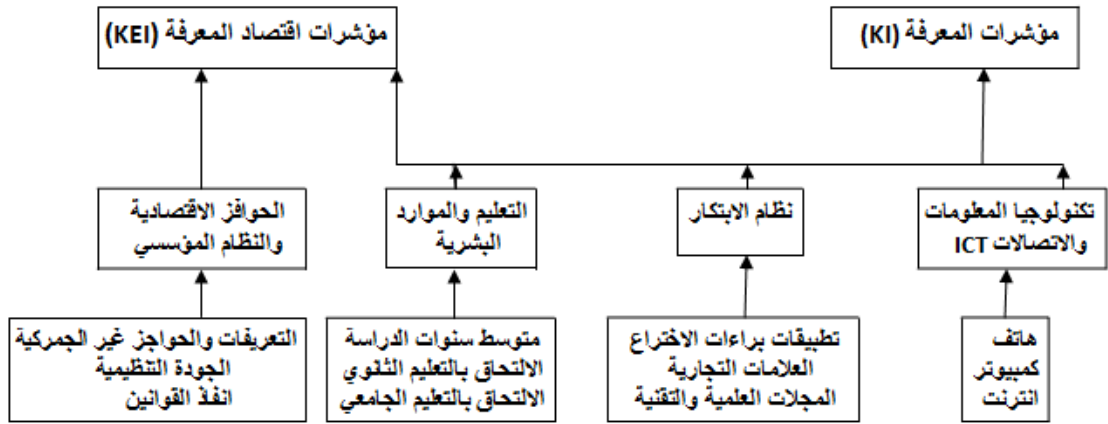 مؤشرات المعرفة (KI)
مؤشرات اقتصاد المعرفة (KEI)
تكنولوجيا المعلومات
والاتصالات ICT
نظام الابتكار
التعليم والموارد
البشرية
الحوافز الاقتصادية
والنظام المؤسسي
هاتف
كمبيوتر
انترنت
تطبيقات براءات الاختراع
العلامات التجارية
المجلات العلمية والتقنية
متوسط سنوات الدراسة
الالتحاق بالتعليم الثانوي
الالتحاق بالتعليم الجامعي
التعريفات والحواجز غير الجمركية
الجودة التنظيمية
انفاذ القوانين